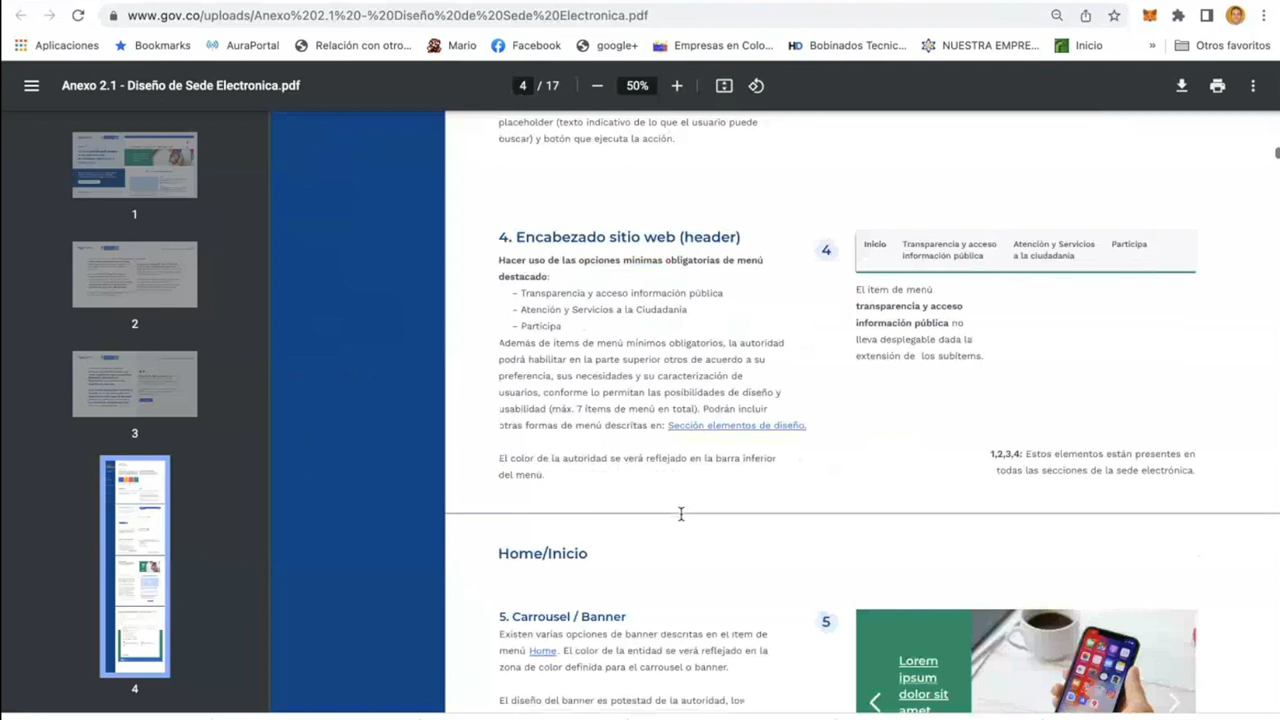 www.gov.co/uploads/Anexo%202.1%20-%20Diseño%20de%20Sede%20Electronica.pdf
Aplicaciones Bookmarks AuraPortal Relación con otro... Mario Facebook google+ Empresas en Colo... HD Bobinados Tecnic... NUESTRA EMPRE... Inicio » Otros favoritos
Anexo 2.1 - Diseño de Sede Electronica.pdf 4 / 17 50%
1
2
3
4
placeholder (texto indicativo de lo que el usuario puede
buscar) y botón que ejecuta la acción.
4. Encabezado sitio web (header)
Hacer uso de las opciones mínimas obligatorias de menú
destacado:
– Transparencia y acceso información pública
– Atención y Servicios a la Ciudadanía
– Participa
Además de ítems de menú mínimos obligatorios, la autoridad
podrá habilitar en la parte superior otros de acuerdo a su
preferencia, sus necesidades y su caracterización de
usuarios, conforme lo permitan las posibilidades de diseño y
usabilidad (máx. 7 ítems de menú en total). Podrán incluir
otras formas de menú descritas en: Sección elementos de diseño.
El color de la autoridad se verá reflejado en la barra inferior
del menú.
4
Inicio Transparencia y acceso información pública Atención y Servicios a la ciudadanía Participa
El ítem de menú
transparencia y acceso
información pública no
lleva desplegable dada la
extensión de los subítems.
1,2,3,4: Estos elementos están presentes en
todas las secciones de la sede electrónica.
Home/Inicio
5. Carrousel / Banner
Existen varias opciones de banner descritas en el ítem de
menú Home. El color de la entidad se verá reflejado en la
zona de color definida para el carrousel o banner.
El diseño del banner es potestad de la autoridad, los
5
Lorem
ipsum
dolor sit
amet